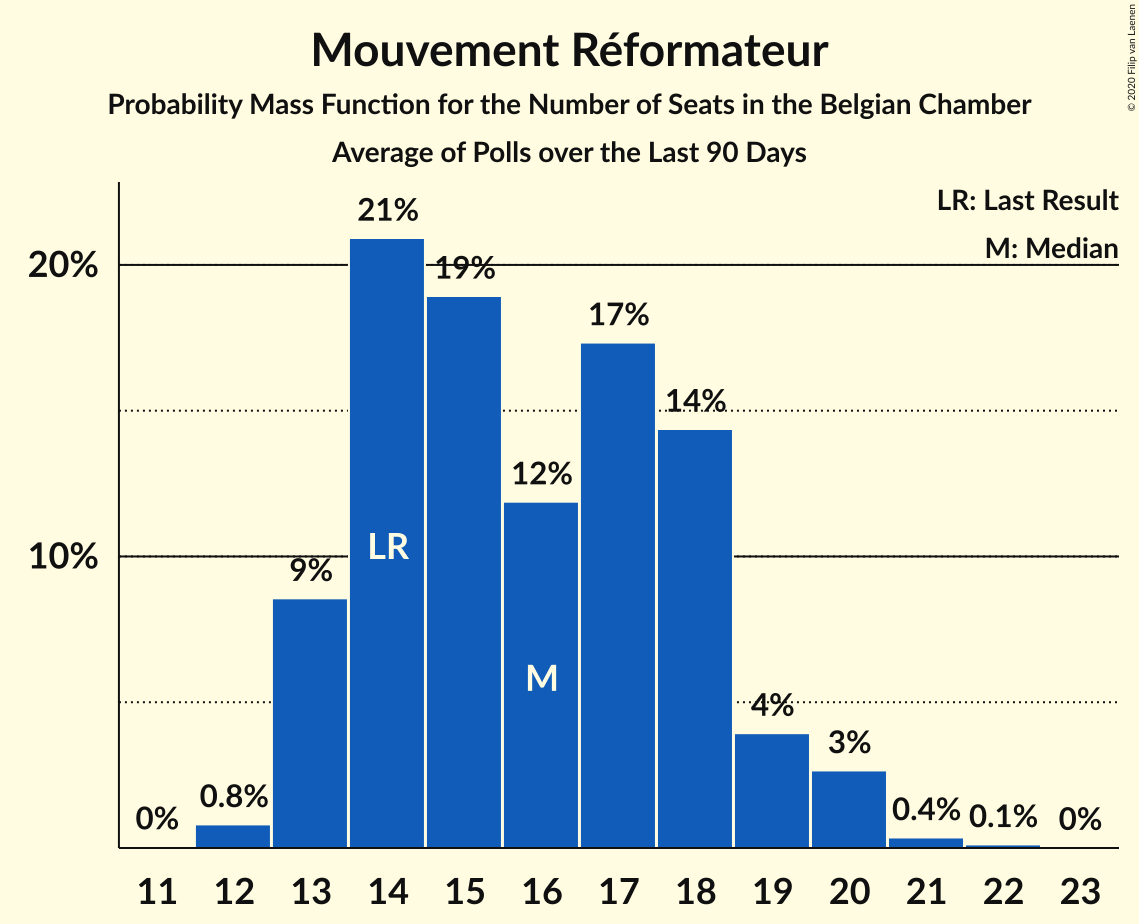 © 2020 Filip van Laenen
Mouvement Réformateur
Probability Mass Function for the Number of Seats in the Belgian Chamber
Average of Polls over the Last 90 Days
LR: Last Result
M: Median
20%
10%
0%
0.8%
9%
21%
19%
12%
17%
14%
4%
3%
0.4%
0.1%
0%
LR
M
11 12 13 14 15 16 17 18 19 20 21 22 23